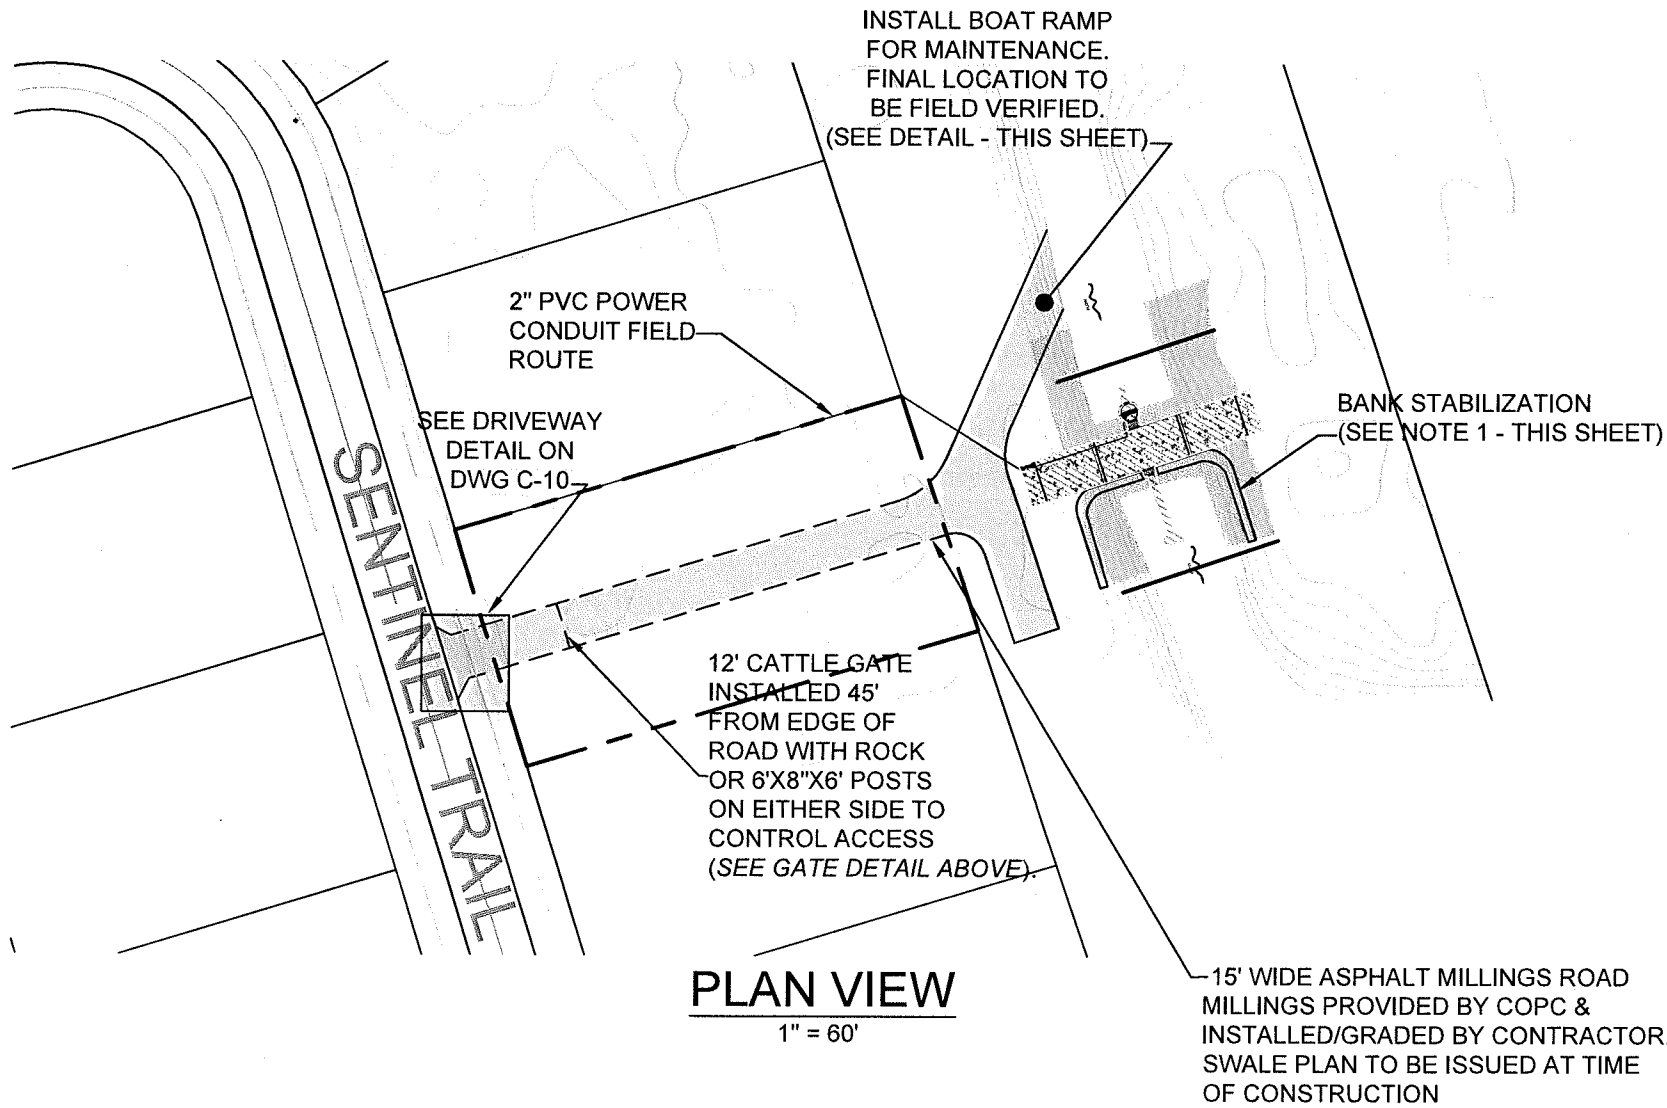 INSTALL BOAT RAMP
FOR MAINTENANCE.
FINAL LOCATION TO
BE FIELD VERIFIED.
(SEE DETAIL - THIS SHEET)
2" PVC POWER
CONDUIT FIELD
ROUTE
SEE DRIVEWAY
DETAIL ON
DWG C-10
BANK STABILIZATION
(SEE NOTE 1 - THIS SHEET)
SENTINEL TRAIL
12' CATTLE GATE
INSTALLED 45'
FROM EDGE OF
ROAD WITH ROCK
OR 6'X8"X6' POSTS
ON EITHER SIDE TO
CONTROL ACCESS
(SEE GATE DETAIL ABOVE).
PLAN VIEW
1" = 60'
15' WIDE ASPHALT MILLINGS ROAD
MILLINGS PROVIDED BY COPC &
INSTALLED/GRADED BY CONTRACTOR.
SWALE PLAN TO BE ISSUED AT TIME
OF CONSTRUCTION